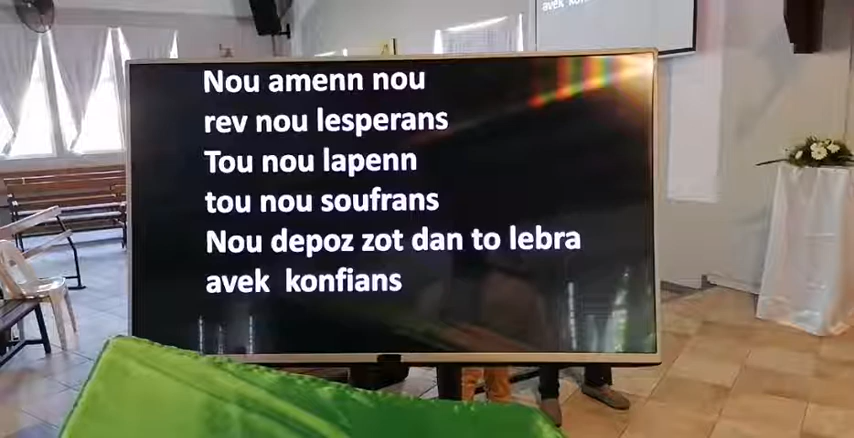 avek
Nou amenn nou
rev nou lesperans
Tou nou lapenn
tou nou soufrans
Nou depoz zot dan to lebra
avek konfians